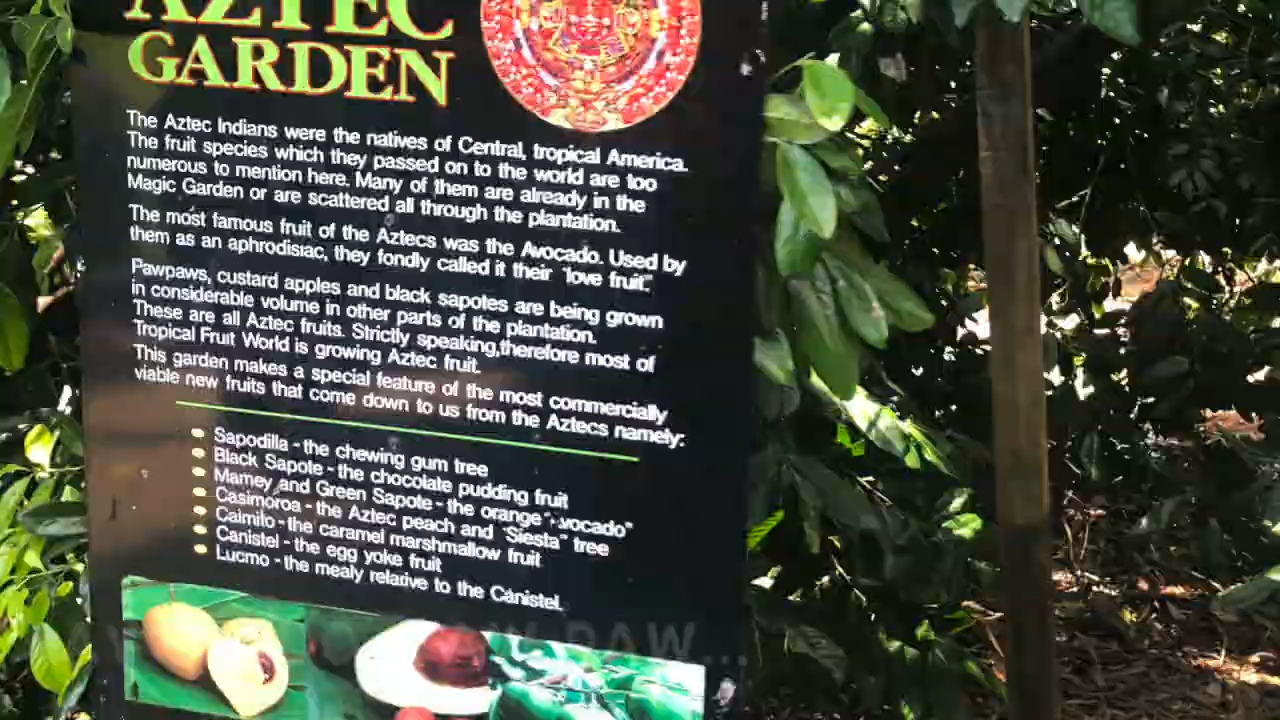 AZTEC
GARDEN
The Aztec Indians were the natives of Central, tropical America.
The fruit species which they passed on to the world are too
numerous to mention here. Many of them are already in the
Magic Garden or are scattered all through the plantation.
The most famous fruit of the Aztecs was the Avocado. Used by
them as an aphrodisiac, they fondly called it their "love fruit".
Pawpaws, custard apples and black sapotes are being grown
in considerable volume in other parts of the plantation.
These are all Aztec fruits. Strictly speaking,therefore most of
Tropical Fruit World is growing Aztec fruit.
This garden makes a special feature of the most commercially
viable new fruits that come down to us from the Aztecs namely:
Sapodilla - the chewing gum tree
Black Sapote - the chocolate pudding fruit
Mamey and Green Sapote - the orange "avocado"
Casimoroa - the Aztec peach and "Siesta" tree
Caimito - the caramel marshmallow fruit
Canistel - the egg yoke fruit
Lucmo - the mealy relative to the Canistel.